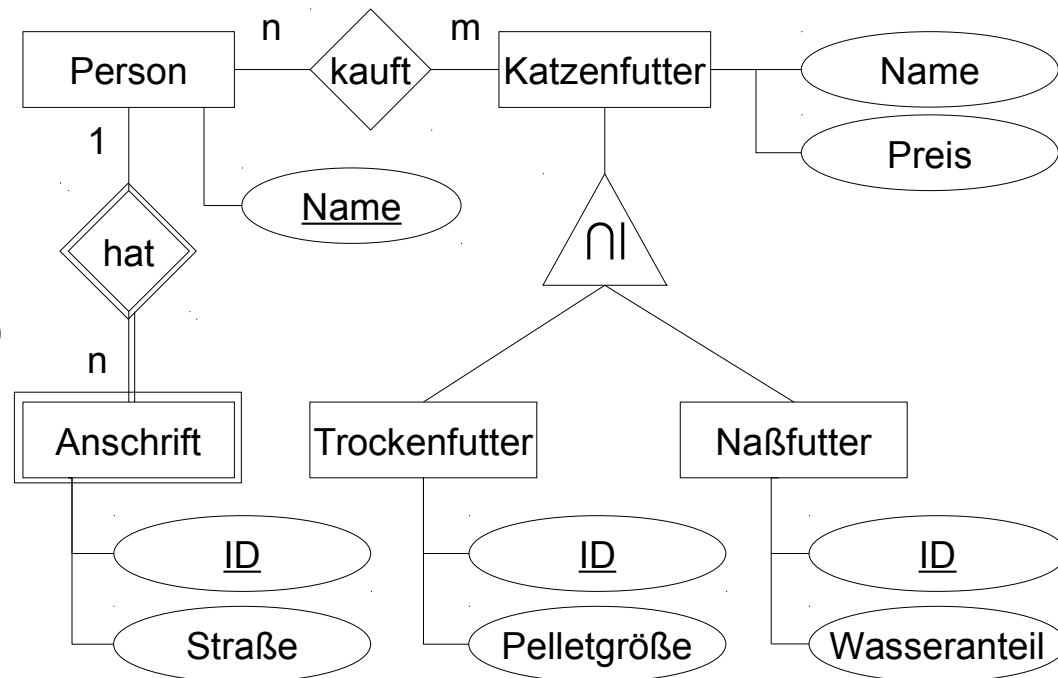 n
m
Person
kauft
Katzenfutter
Name
1
Preis
Name
hat
⋂I
n
Anschrift
Trockenfutter
Naßfutter
ID
ID
ID
Straße
Pelletgröße
Wasseranteil